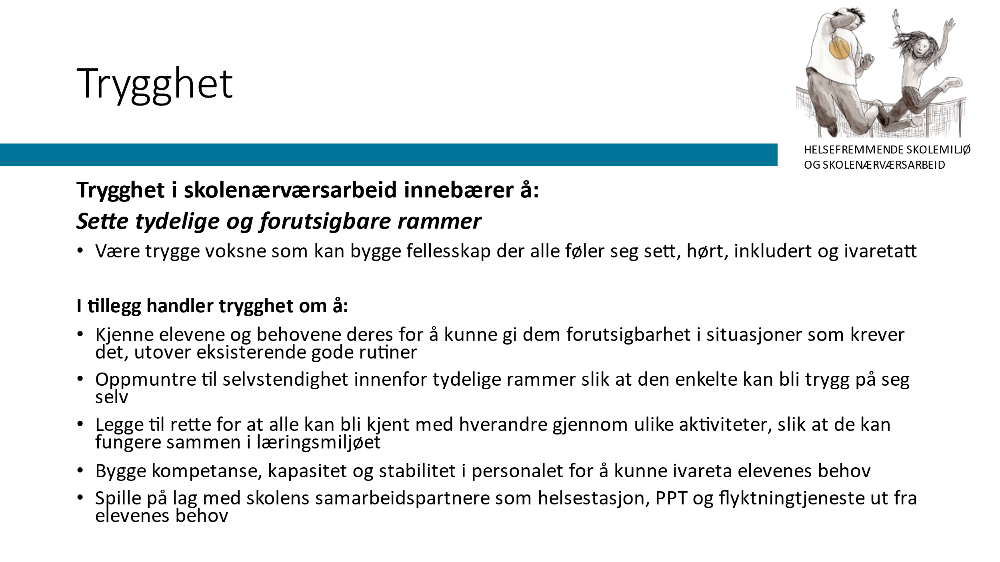 Trygghet
HELSEFREMMENDE SKOLEMILJØ
OG SKOLENÆRVÆRSARBEID
Trygghet i skolenærværsarbeid innebærer å:
Sette tydelige og forutsigbare rammer
• Være trygge voksne som kan bygge fellesskap der alle føler seg sett, hørt, inkludert og ivaretatt
I tillegg handler trygghet om å:
• Kjenne elevene og behovene deres for å kunne gi dem forutsigbarhet i situasjoner som krever
det, utover eksisterende gode rutiner
• Oppmuntre til selvstendighet innenfor tydelige rammer slik at den enkelte kan bli trygg på seg
selv
• Legge til rette for at alle kan bli kjent med hverandre gjennom ulike aktiviteter, slik at de kan
fungere sammen i læringsmiljøet
• Bygge kompetanse, kapasitet og stabilitet i personalet for å kunne ivareta elevenes behov
• Spille på lag med skolens samarbeidspartnere som helsestasjon, PPT og flyktningtjeneste ut fra
elevenes behov